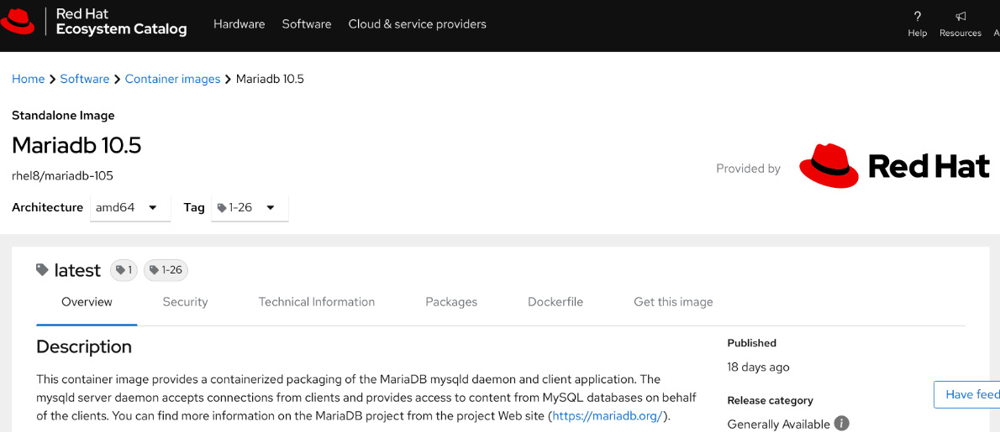 Red Hat
Ecosystem Catalog
Hardware Software Cloud & service providers
Help Resources A
Home > Software > Container images > Mariadb 10.5
Standalone Image
Mariadb 10.5
rhel8/mariadb-105
Provided by Red Hat
Architecture amd64 Tag 1-26
latest 1 1-26
Overview Security Technical Information Packages Dockerfile Get this image
Description
This container image provides a containerized packaging of the MariaDB mysqld daemon and client application. The
mysqld server daemon accepts connections from clients and provides access to content from MySQL databases on behalf
of the clients. You can find more information on the MariaDB project from the project Web site (https://mariadb.org/).
Published
18 days ago
Release category
Generally Available
Have feed